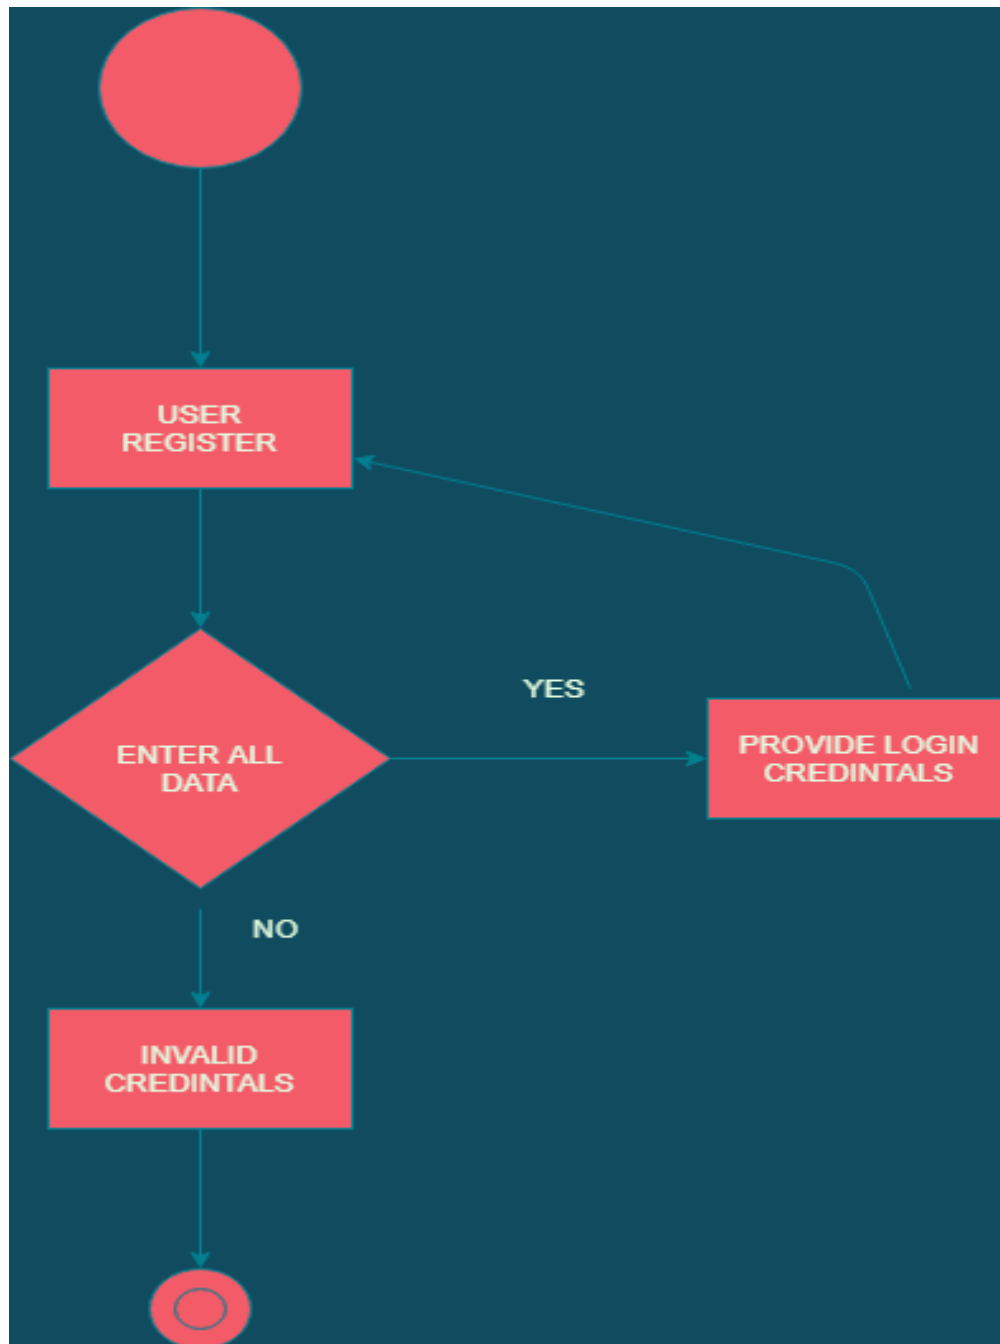 USER
REGISTER
YES
ENTER ALL
DATA
PROVIDE LOGIN
CREDINTALS
NO
INVALID
CREDINTALS